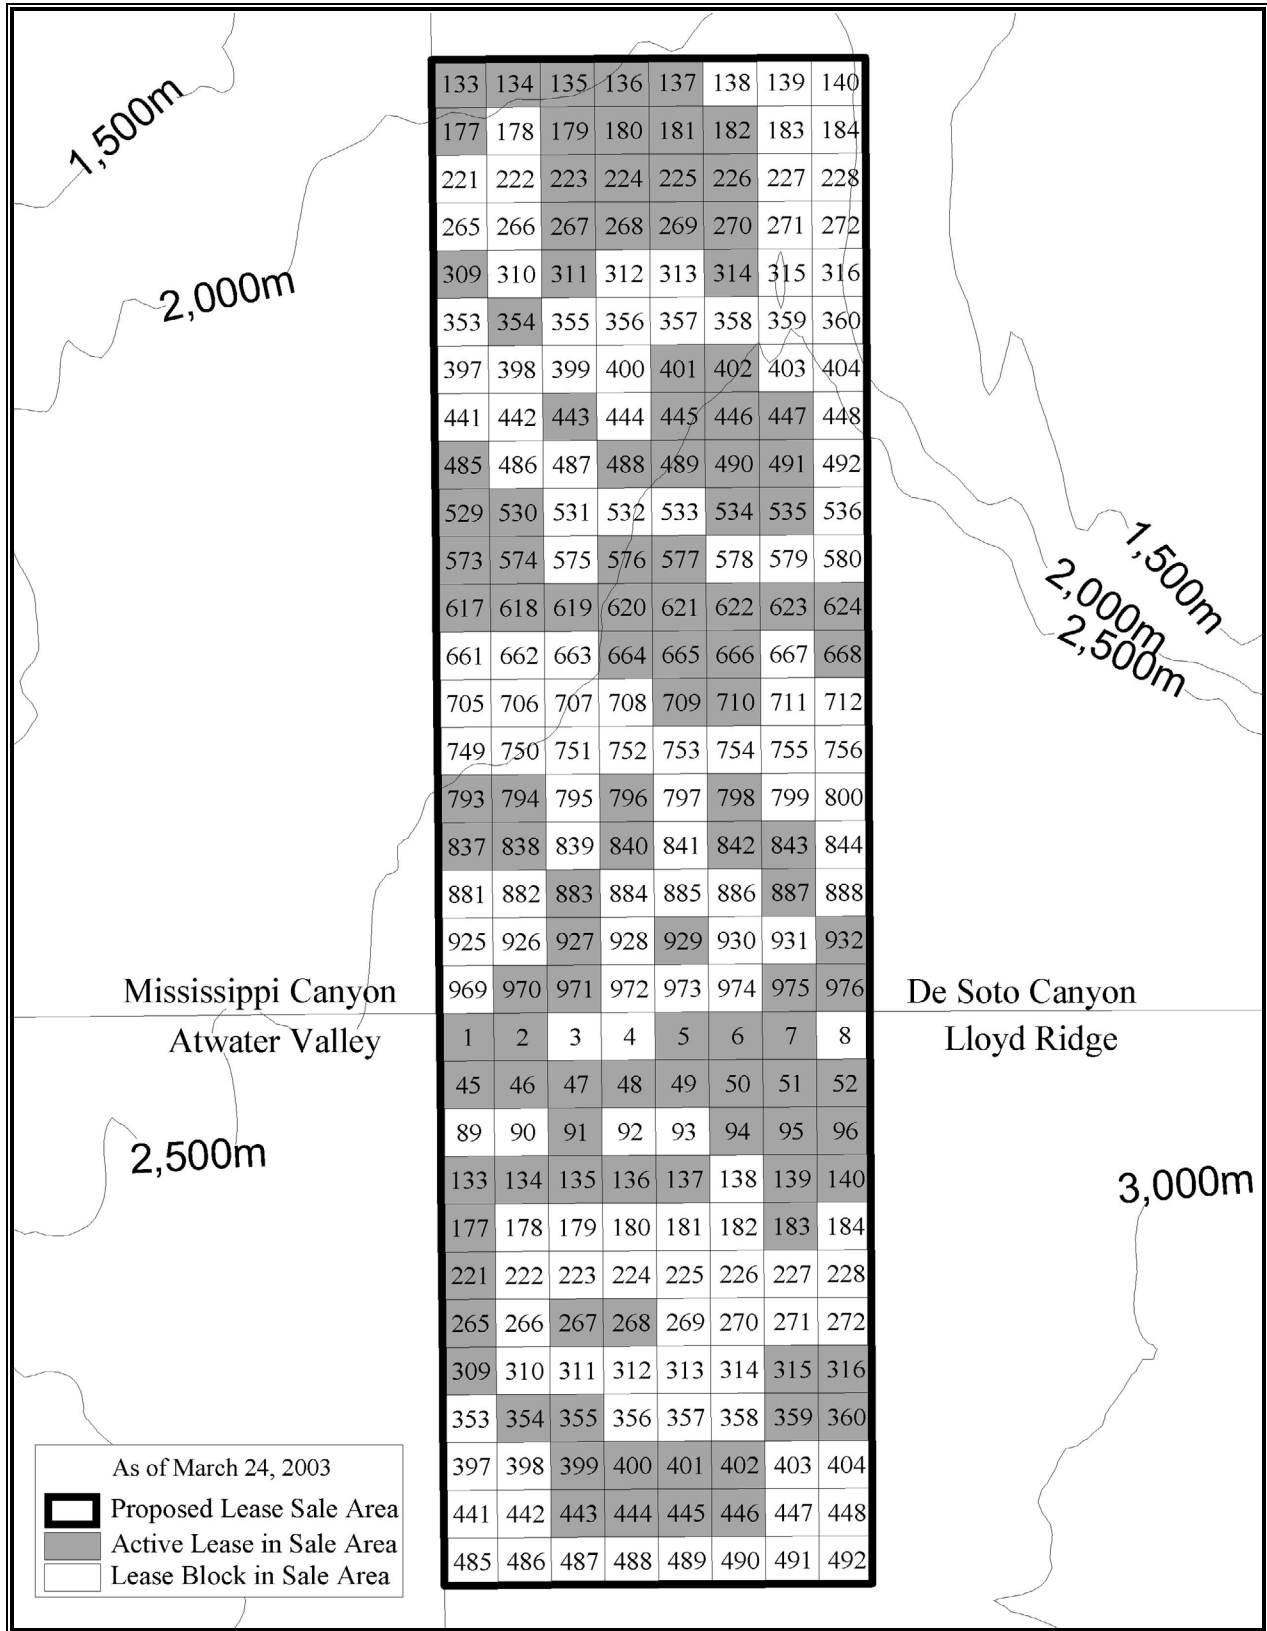 1,500m
2,000m
133 134 135 136 137 138 139 140
177 178 179 180 181 182 183 184
221 222 223 224 225 226 227 228
265 266 267 268 269 270 271 272
309 310 311 312 313 314 315 316
353 354 355 356 357 358 359 360
397 398 399 400 401 402 403 404
441 442 443 444 445 446 447 448
485 486 487 488 489 490 491 492
529 530 531 532 533 534 535 536
573 574 575 576 577 578 579 580
617 618 619 620 621 622 623 624
661 662 663 664 665 666 667 668
705 706 707 708 709 710 711 712
749 750 751 752 753 754 755 756
793 794 795 796 797 798 799 800
837 838 839 840 841 842 843 844
881 882 883 884 885 886 887 888
925 926 927 928 929 930 931 932
969 970 971 972 973 974 975 976
1 2 3 4 5 6 7 8
45 46 47 48 49 50 51 52
89 90 91 92 93 94 95 96
133 134 135 136 137 138 139 140
177 178 179 180 181 182 183 184
221 222 223 224 225 226 227 228
265 266 267 268 269 270 271 272
309 310 311 312 313 314 315 316
353 354 355 356 357 358 359 360
397 398 399 400 401 402 403 404
441 442 443 444 445 446 447 448
485 486 487 488 489 490 491 492
1,500m
2,000m
2,500m
Mississippi Canyon
De Soto Canyon
Atwater Valley
Lloyd Ridge
2,500m
3,000m
As of March 24, 2003
Proposed Lease Sale Area
Active Lease in Sale Area
Lease Block in Sale Area